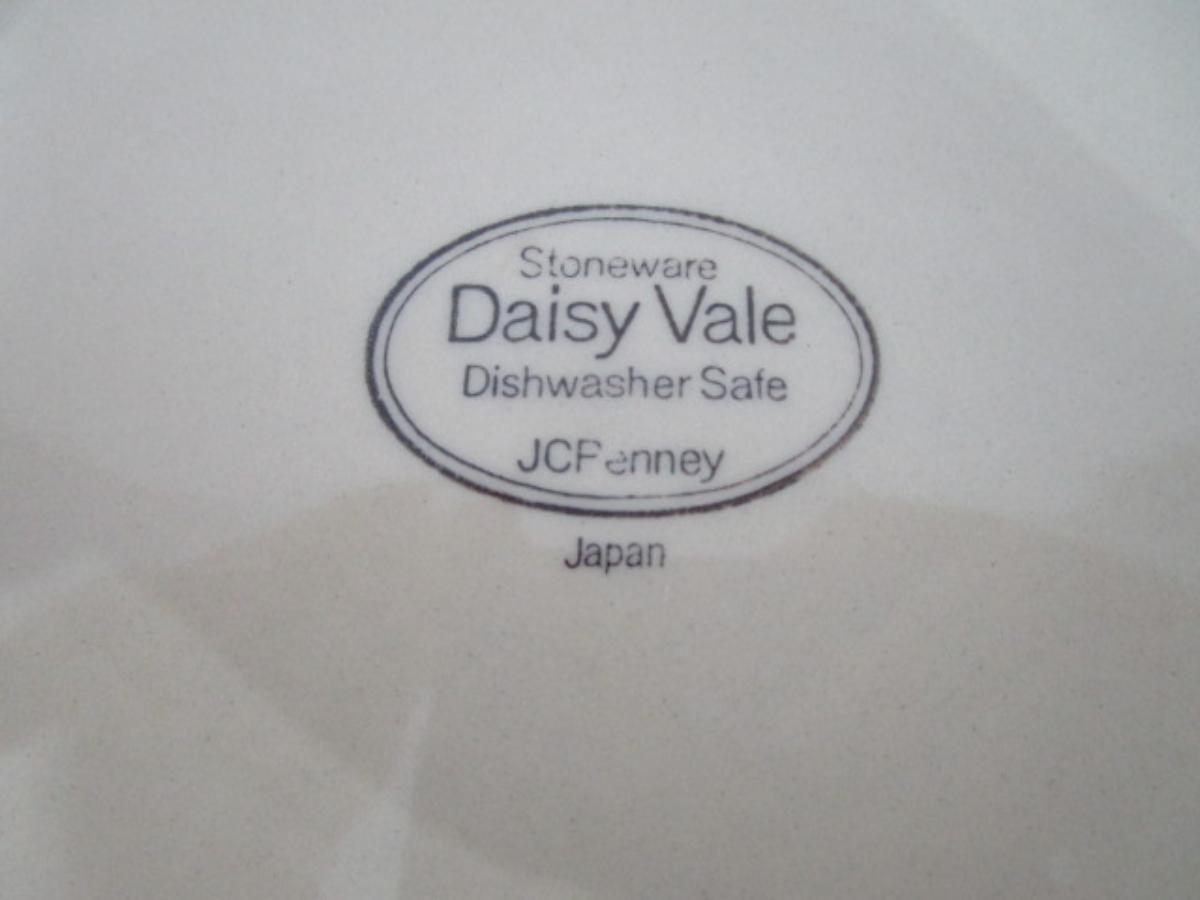 Stoneware
Daisy Vale
Dishwasher Safe
JCPenney
Japan